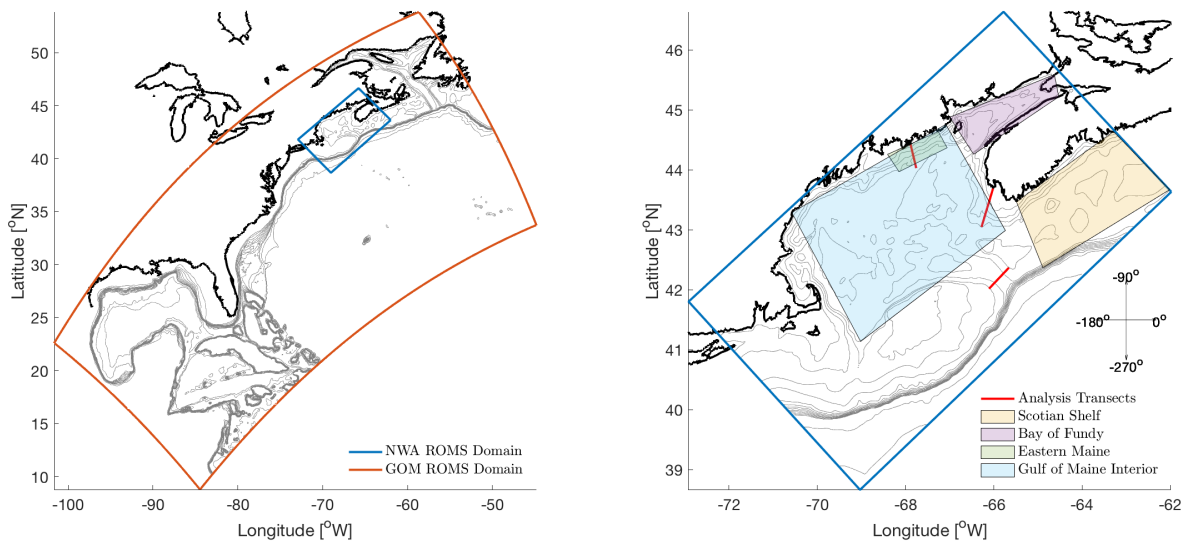 50
45
40
35
30
25
20
15
10
Latitude [°N]
-100
-90
-80
-70
-60
-50
Longitude [°W]
NWA ROMS Domain
GOM ROMS Domain
46
45
44
43
42
41
40
39
Latitude [°N]
-72
-70
-68
-66
-64
-62
Longitude [°W]
-90°
-180° 0°
-270°
Analysis Transects
Scotian Shelf
Bay of Fundy
Eastern Maine
Gulf of Maine Interior